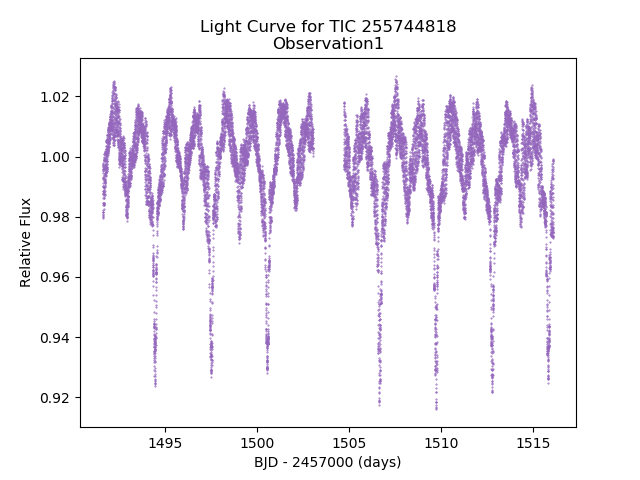 Light Curve for TIC 255744818
Observation1
1.02
1.00
0.98
0.96
0.94
0.92
Relative Flux
1495 1500 1505 1510 1515
BJD - 2457000 (days)